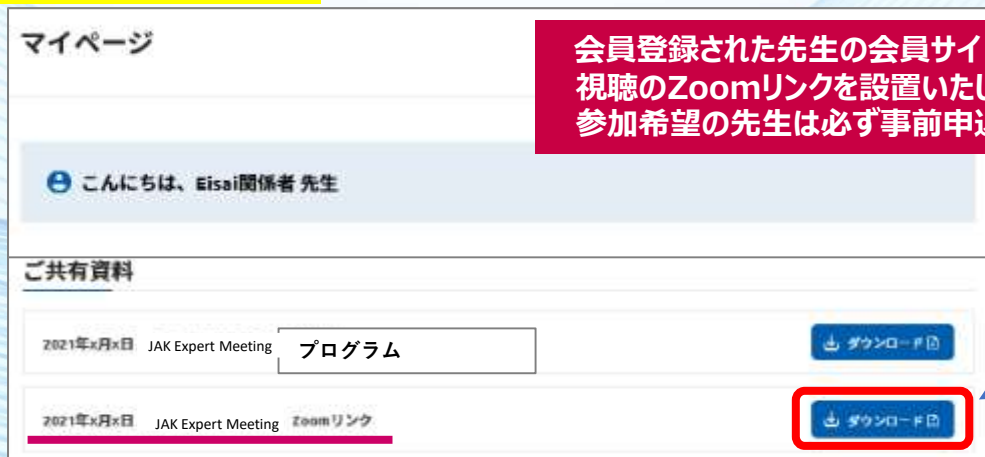 マイページ
会員登録された先生の会員サイ
視聴のZoomリンクを設置いた
参加希望の先生は必ず事前申
こんにちは、Eisai関係者 先生
ご共有資料
2021年x月x日 JAK Expert Meeting プログラム ダウンロード
2021年x月x日 JAK Expert Meeting Zoomリンク ダウンロード